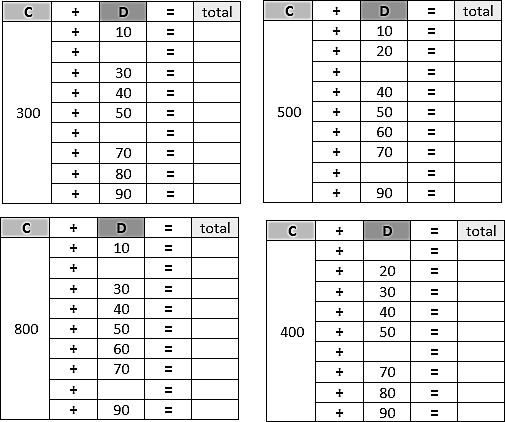 C + D = total
+ 10 =
+ =
+ 30 =
+ 40 =
300 + 50 =
+ =
+ 70 =
+ 80 =
+ 90 =
C + D = total
+ 10 =
+ 20 =
+ =
+ 40 =
500 + 50 =
+ 60 =
+ 70 =
+ =
+ 90 =
C + D = total
+ 10 =
+ =
+ 30 =
+ 40 =
800 + 50 =
+ 60 =
+ 70 =
+ =
+ 90 =
C + D = total
+ =
+ 20 =
+ 30 =
+ 40 =
400 + 50 =
+ =
+ 70 =
+ 80 =
+ 90 =